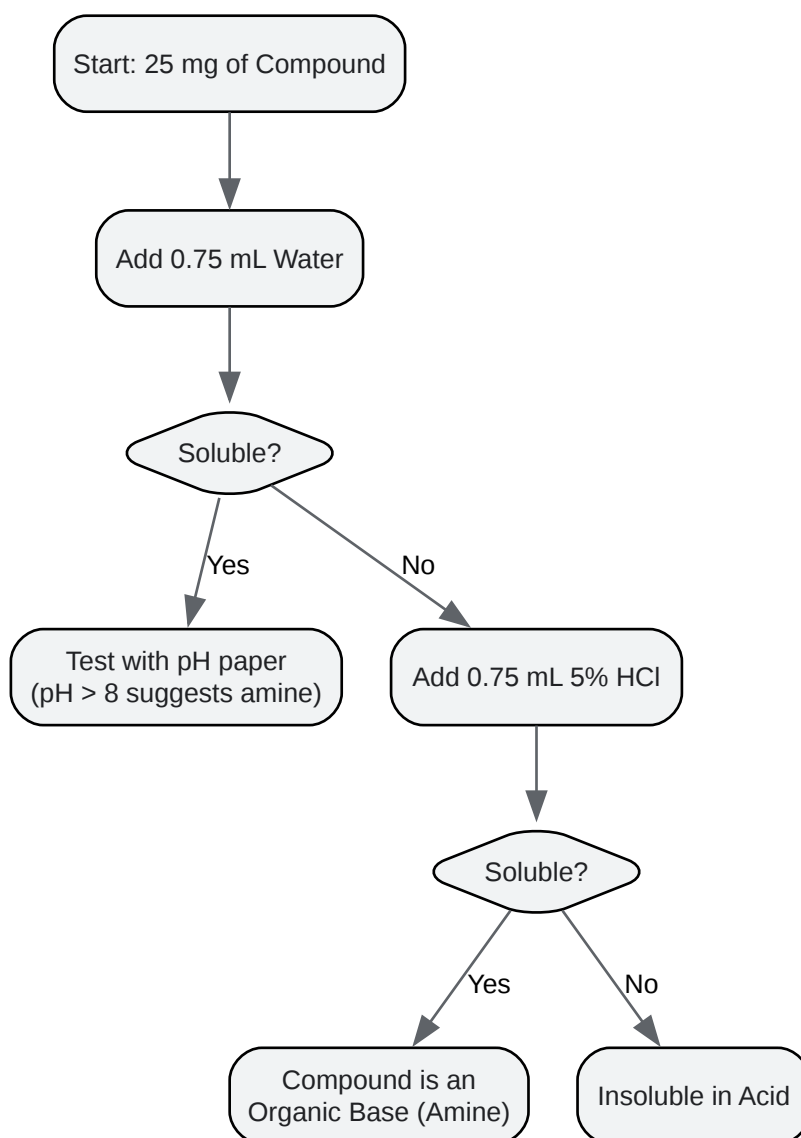 Start: 25 mg of Compound
Add 0.75 mL Water
Soluble?
Yes
No
Test with pH paper
(pH > 8 suggests amine)
Add 0.75 mL 5% HCl
Soluble?
Yes
No
Compound is an
Organic Base (Amine)
Insoluble in Acid